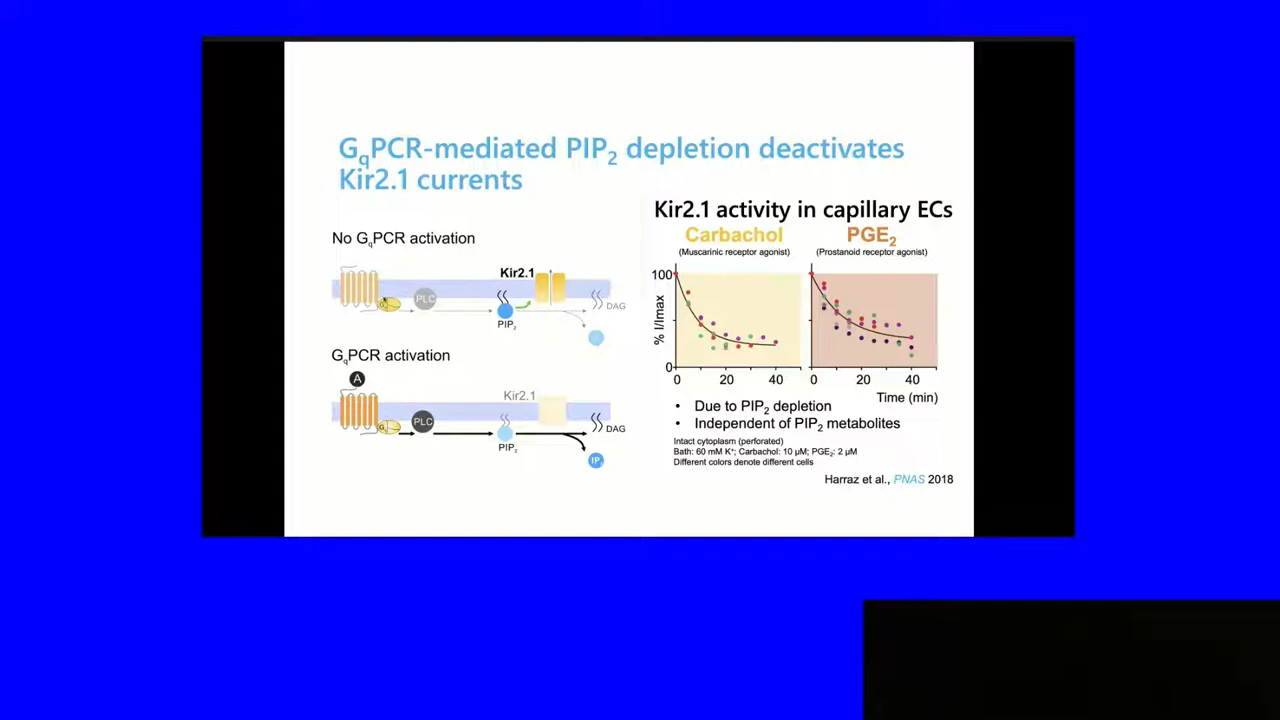 GqPCR-mediated PIP2 depletion deactivates
Kir2.1 currents
No GqPCR activation
Kir2.1
PLC
PIP2
DAG
GqPCR activation
A
Kir2.1
PLC
PIP2
DAG
IP3
Kir2.1 activity in capillary ECs
Carbachol
PGE2
(Muscarinic receptor agonist)
(Prostanoid receptor agonist)
100
% I/Imax
0
0 20 40
0 20 40
Time (min)
• Due to PIP2 depletion
• Independent of PIP2 metabolites
Intact cytoplasm (perforated)
Bath: 60 mM K+; Carbachol: 10 µM; PGE2: 2 µM
Different colors denote different cells
Harraz et al., PNAS 2018